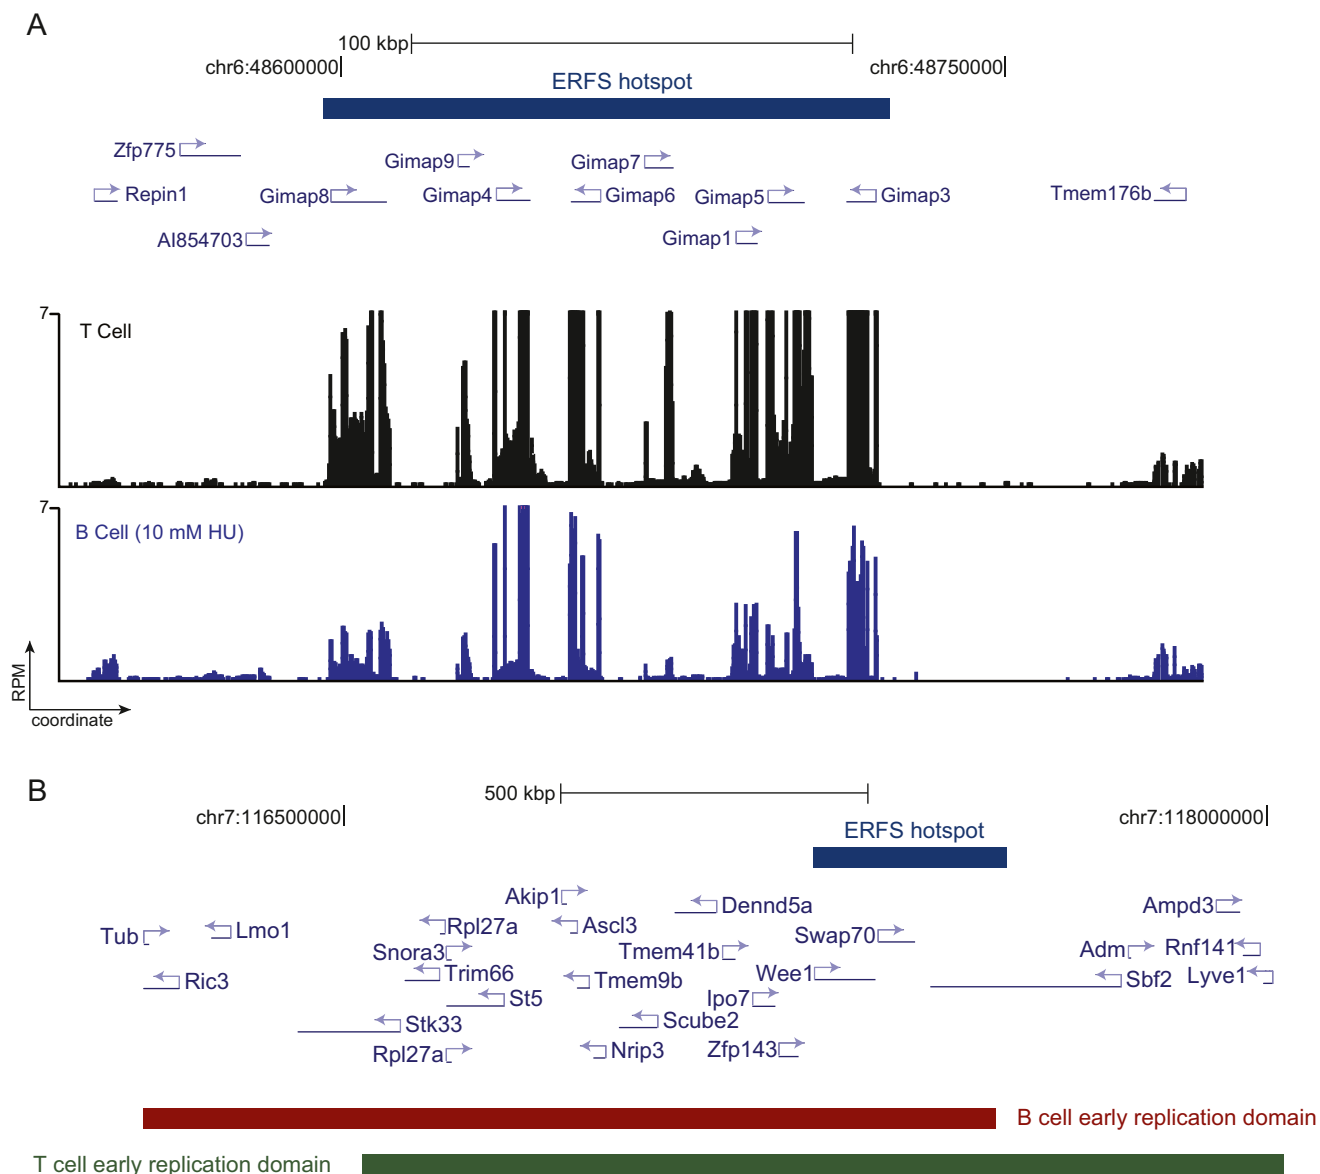 A
100 kbp
chr6:48600000
chr6:48750000
ERFS hotspot
Zfp775
Gimap9
Gimap7
Repin1
Gimap8
Gimap4
Gimap6
Gimap5
Gimap3
Tmem176b
AI854703
Gimap1
7
T Cell
7
B Cell (10 mM HU)
RPM
coordinate
B
500 kbp
chr7:116500000
chr7:118000000
ERFS hotspot
Akip1
Dennd5a
Ampd3
Tub
Lmo1
Rpl27a
Ascl3
Swap70
Snora3
Tmem41b
Adm
Rnf141
Ric3
Trim66
Tmem9b
Wee1
Sbf2
Lyve1
St5
Ipo7
Stk33
Scube2
Rpl27a
Nrip3
Zfp143
B cell early replication domain
T cell early replication domain